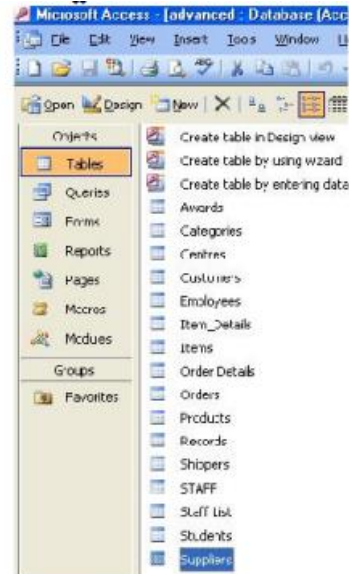 Microsoft Access - [advanced : Database (Acc
File Edit View Insert Tools Window
Open Design New
Objects
Tables
Queries
Forms
Reports
Pages
Macros
Modules
Groups
Favorites
Create table in Design view
Create table by using wizard
Create table by entering data
Awards
Categories
Centres
Customers
Employees
Item_Details
Items
Order Details
Orders
Products
Records
Shippers
STAFF
Staff List
Students
Suppliers